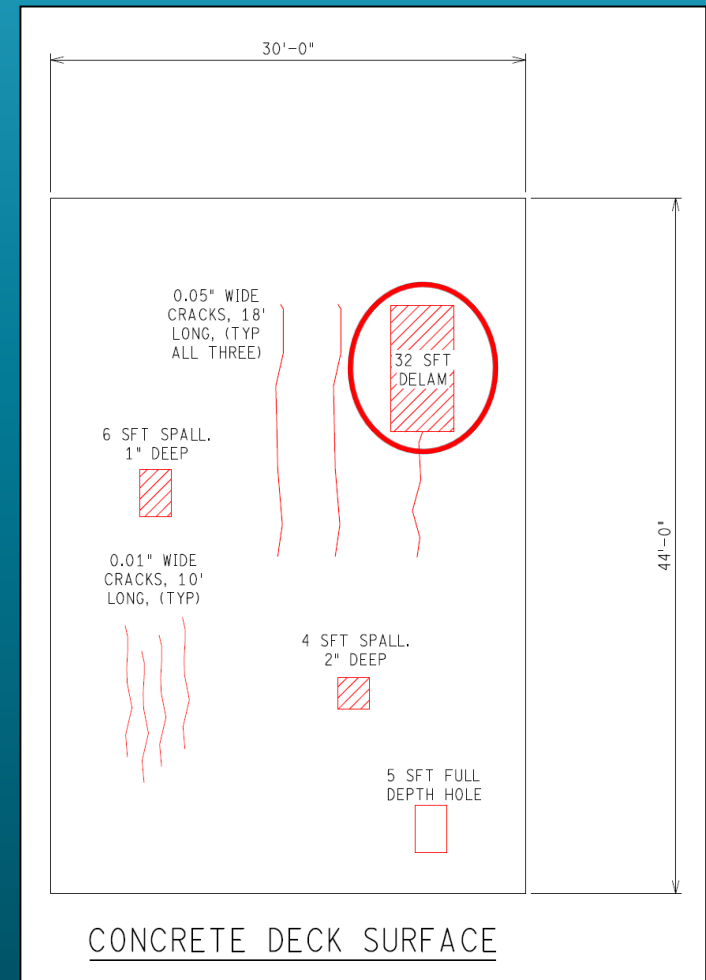 30'-0"
0.05" WIDE
CRACKS, 18'
LONG, (TYP
ALL THREE)
32 SFT
DELAM
6 SFT SPALL.
1" DEEP
44'-0"
0.01" WIDE
CRACKS, 10'
LONG, (TYP)
4 SFT SPALL.
2" DEEP
5 SFT FULL
DEPTH HOLE
CONCRETE DECK SURFACE